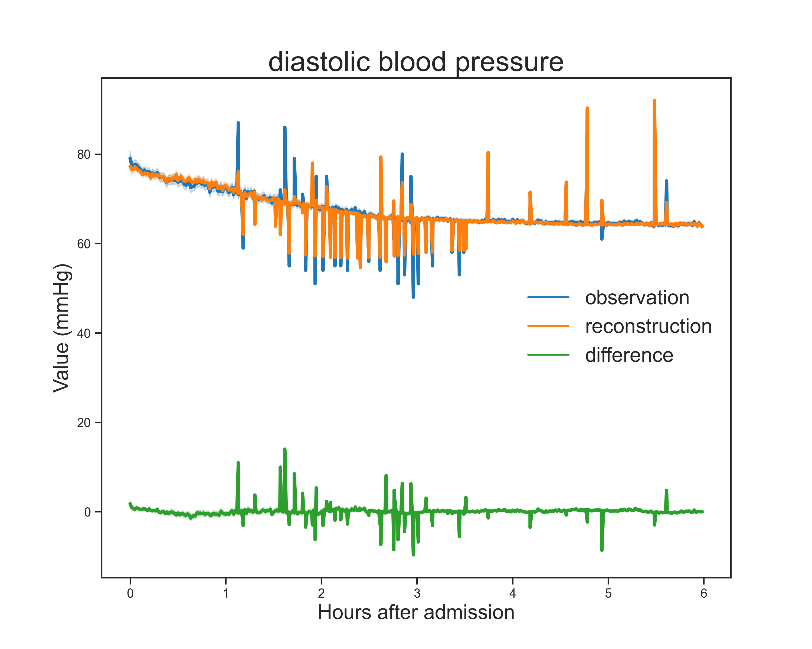 diastolic blood pressure
80
60
40
20
0
Value (mmHg)
observation
reconstruction
difference
0 1 2 3 4 5 6
Hours after admission